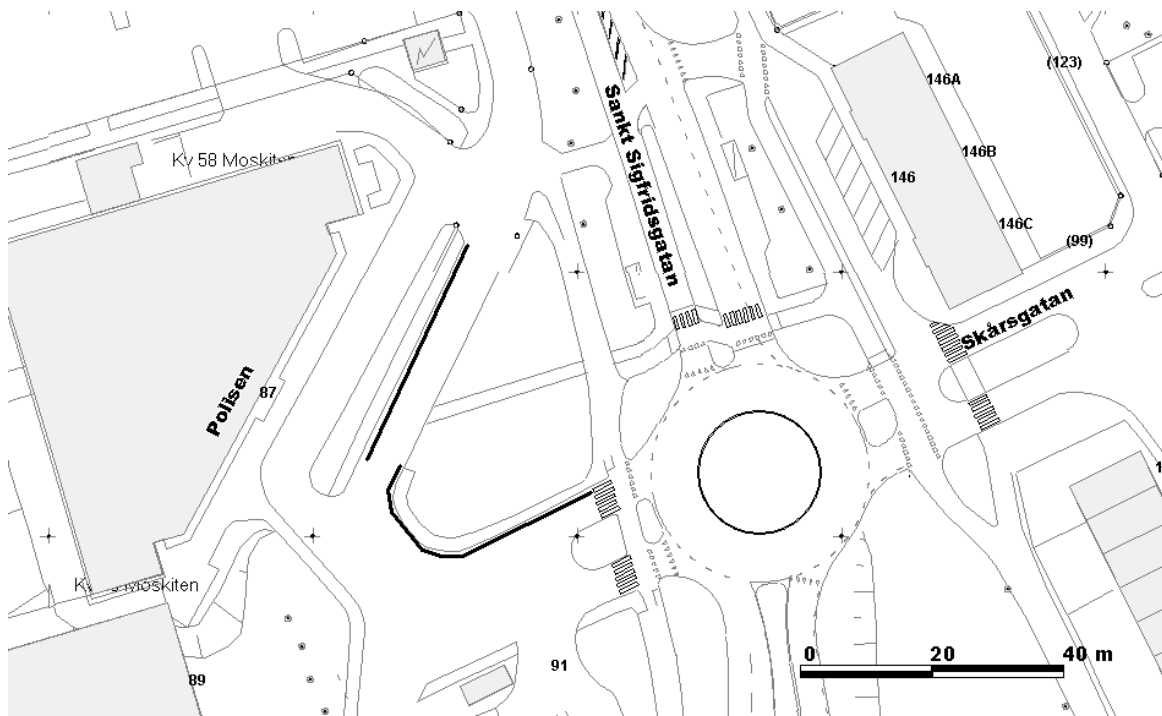 146A
(123)
Kv 58 Moskiten
Sankt Sigfridsgatan
146B
146
146C
(99)
Skårsgatan
Polisen
87
Moskiten
0 20 40 m
91
89